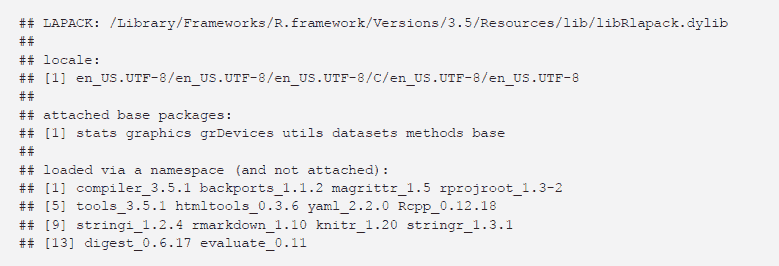 ## LAPACK: /Library/Frameworks/R.framework/Versions/3.5/Resources/lib/libRlapack.dylib
##
## locale:
## [1] en_US.UTF-8/en_US.UTF-8/en_US.UTF-8/C/en_US.UTF-8/en_US.UTF-8
##
## attached base packages:
## [1] stats graphics grDevices utils datasets methods base
##
## loaded via a namespace (and not attached):
## [1] compiler_3.5.1 backports_1.1.2 magrittr_1.5 rprojroot_1.3-2
## [5] tools_3.5.1 htmltools_0.3.6 yaml_2.2.0 Rcpp_0.12.18
## [9] stringi_1.2.4 rmarkdown_1.10 knitr_1.20 stringr_1.3.1
## [13] digest_0.6.17 evaluate_0.11